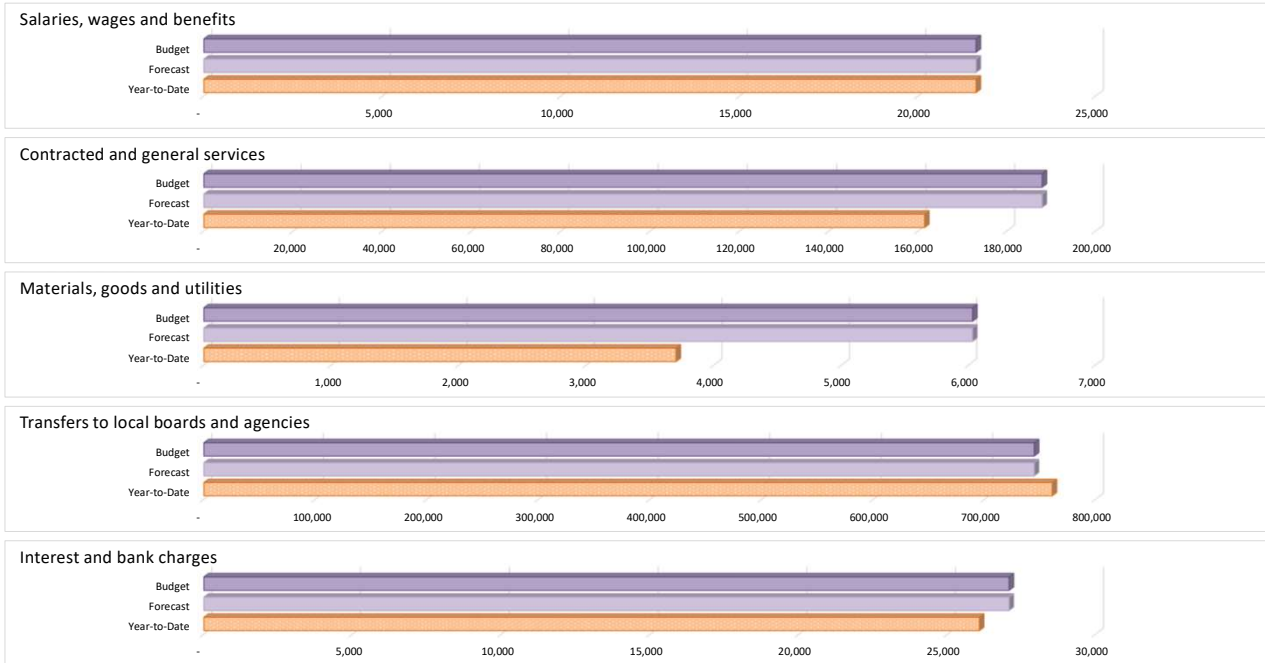 Salaries, wages and benefits
Budget
Forecast
Year-to-Date
- 5,000 10,000 15,000 20,000 25,000
Contracted and general services
Budget
Forecast
Year-to-Date
- 20,000 40,000 60,000 80,000 100,000 120,000 140,000 160,000 180,000 200,000
Materials, goods and utilities
Budget
Forecast
Year-to-Date
- 1,000 2,000 3,000 4,000 5,000 6,000 7,000
Transfers to local boards and agencies
Budget
Forecast
Year-to-Date
- 100,000 200,000 300,000 400,000 500,000 600,000 700,000 800,000
Interest and bank charges
Budget
Forecast
Year-to-Date
- 5,000 10,000 15,000 20,000 25,000 30,000